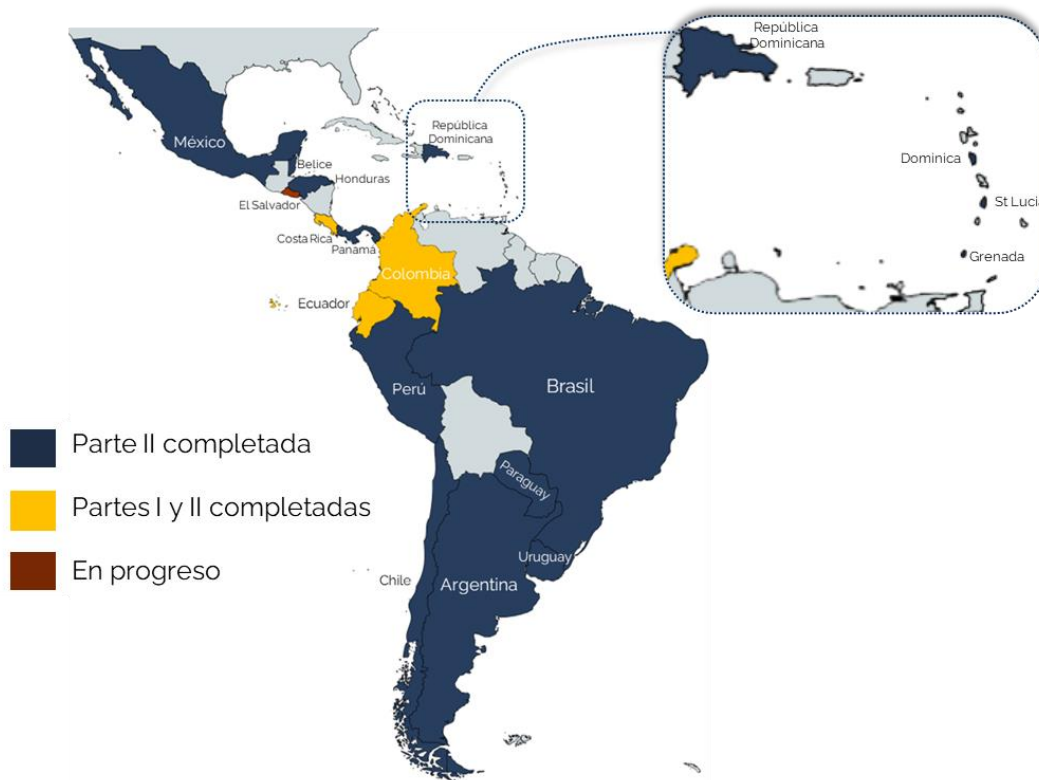 República
Dominicana
Dominica
St Lucia
Grenada
República
Dominicana
México
Belice
Honduras
El Salvador
Costa Rica
Panamá
Colombia
Ecuador
Perú
Brasil
Paraguay
Uruguay
Chile
Argentina
Parte II completada
Partes I y II completadas
En progreso